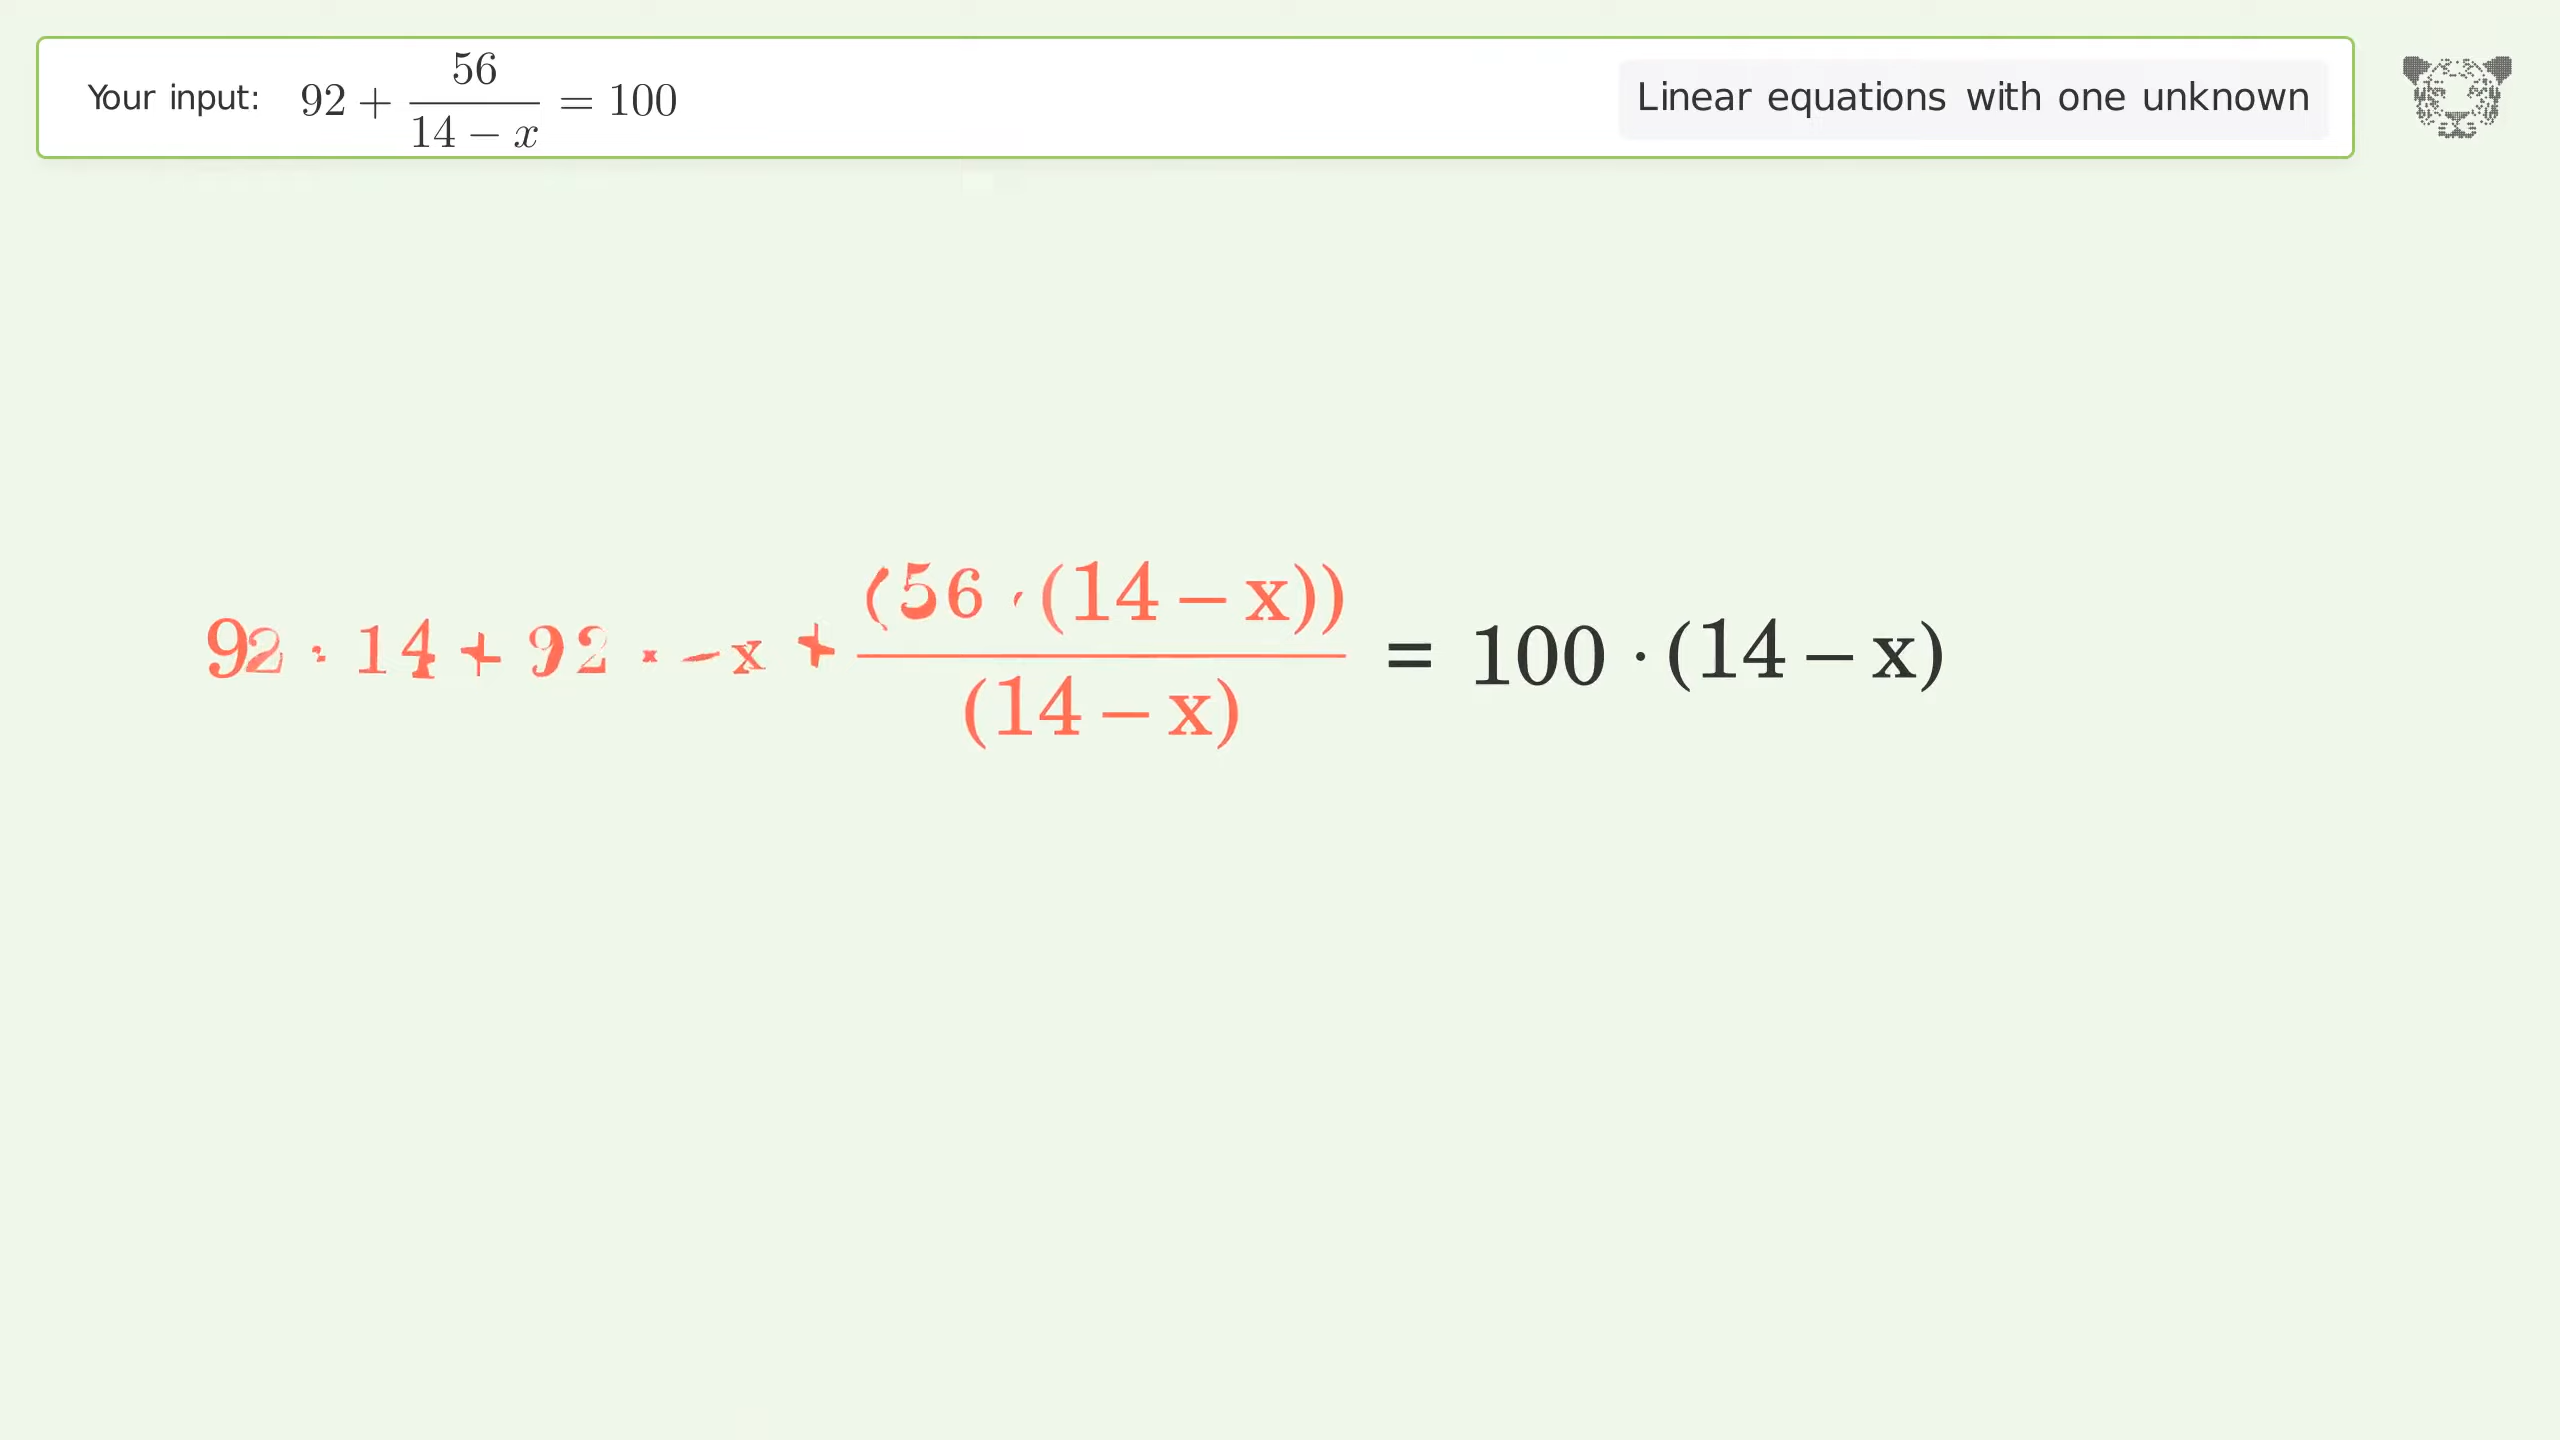 Your input: 92 + 56/(14 − x) = 100
Linear equations with one unknown
92 · 14 + 92 · −x + (56 · (14 − x))/(14 − x) = 100 · (14 − x)